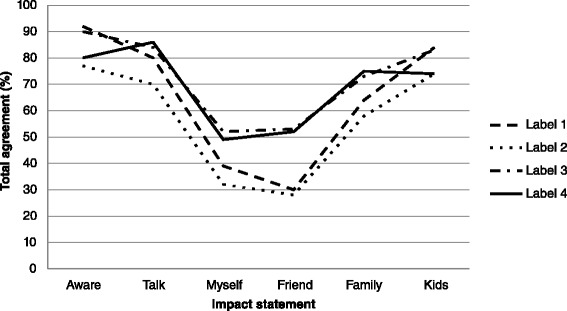 100
90
80
70
60
50
40
30
20
10
0
Total agreement (%)
Aware Talk Myself Friend Family Kids
Impact statement
Label 1
Label 2
Label 3
Label 4